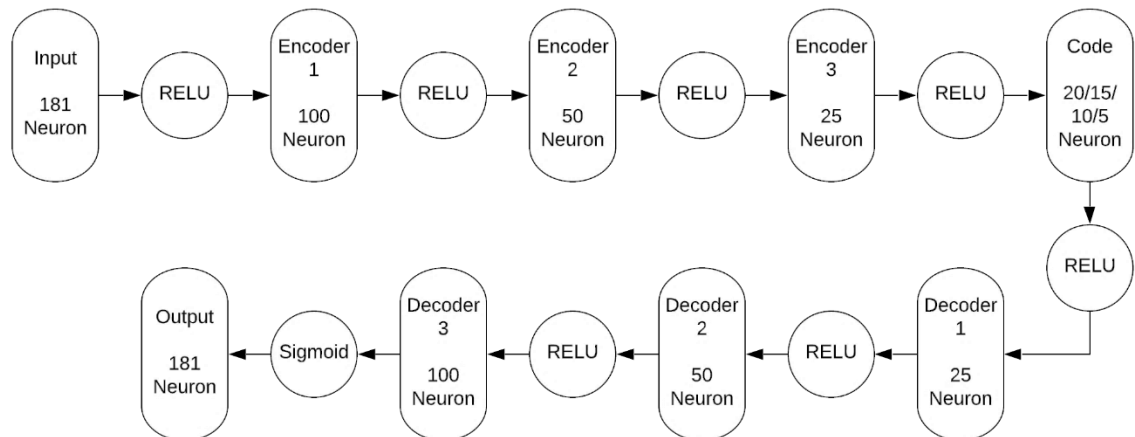 Input
181
Neuron
RELU
Encoder
1
100
Neuron
RELU
Encoder
2
50
Neuron
RELU
Encoder
3
25
Neuron
RELU
Code
20/15/
10/5
Neuron
RELU
Decoder
1
25
Neuron
RELU
Decoder
2
50
Neuron
RELU
Decoder
3
100
Neuron
Sigmoid
Output
181
Neuron